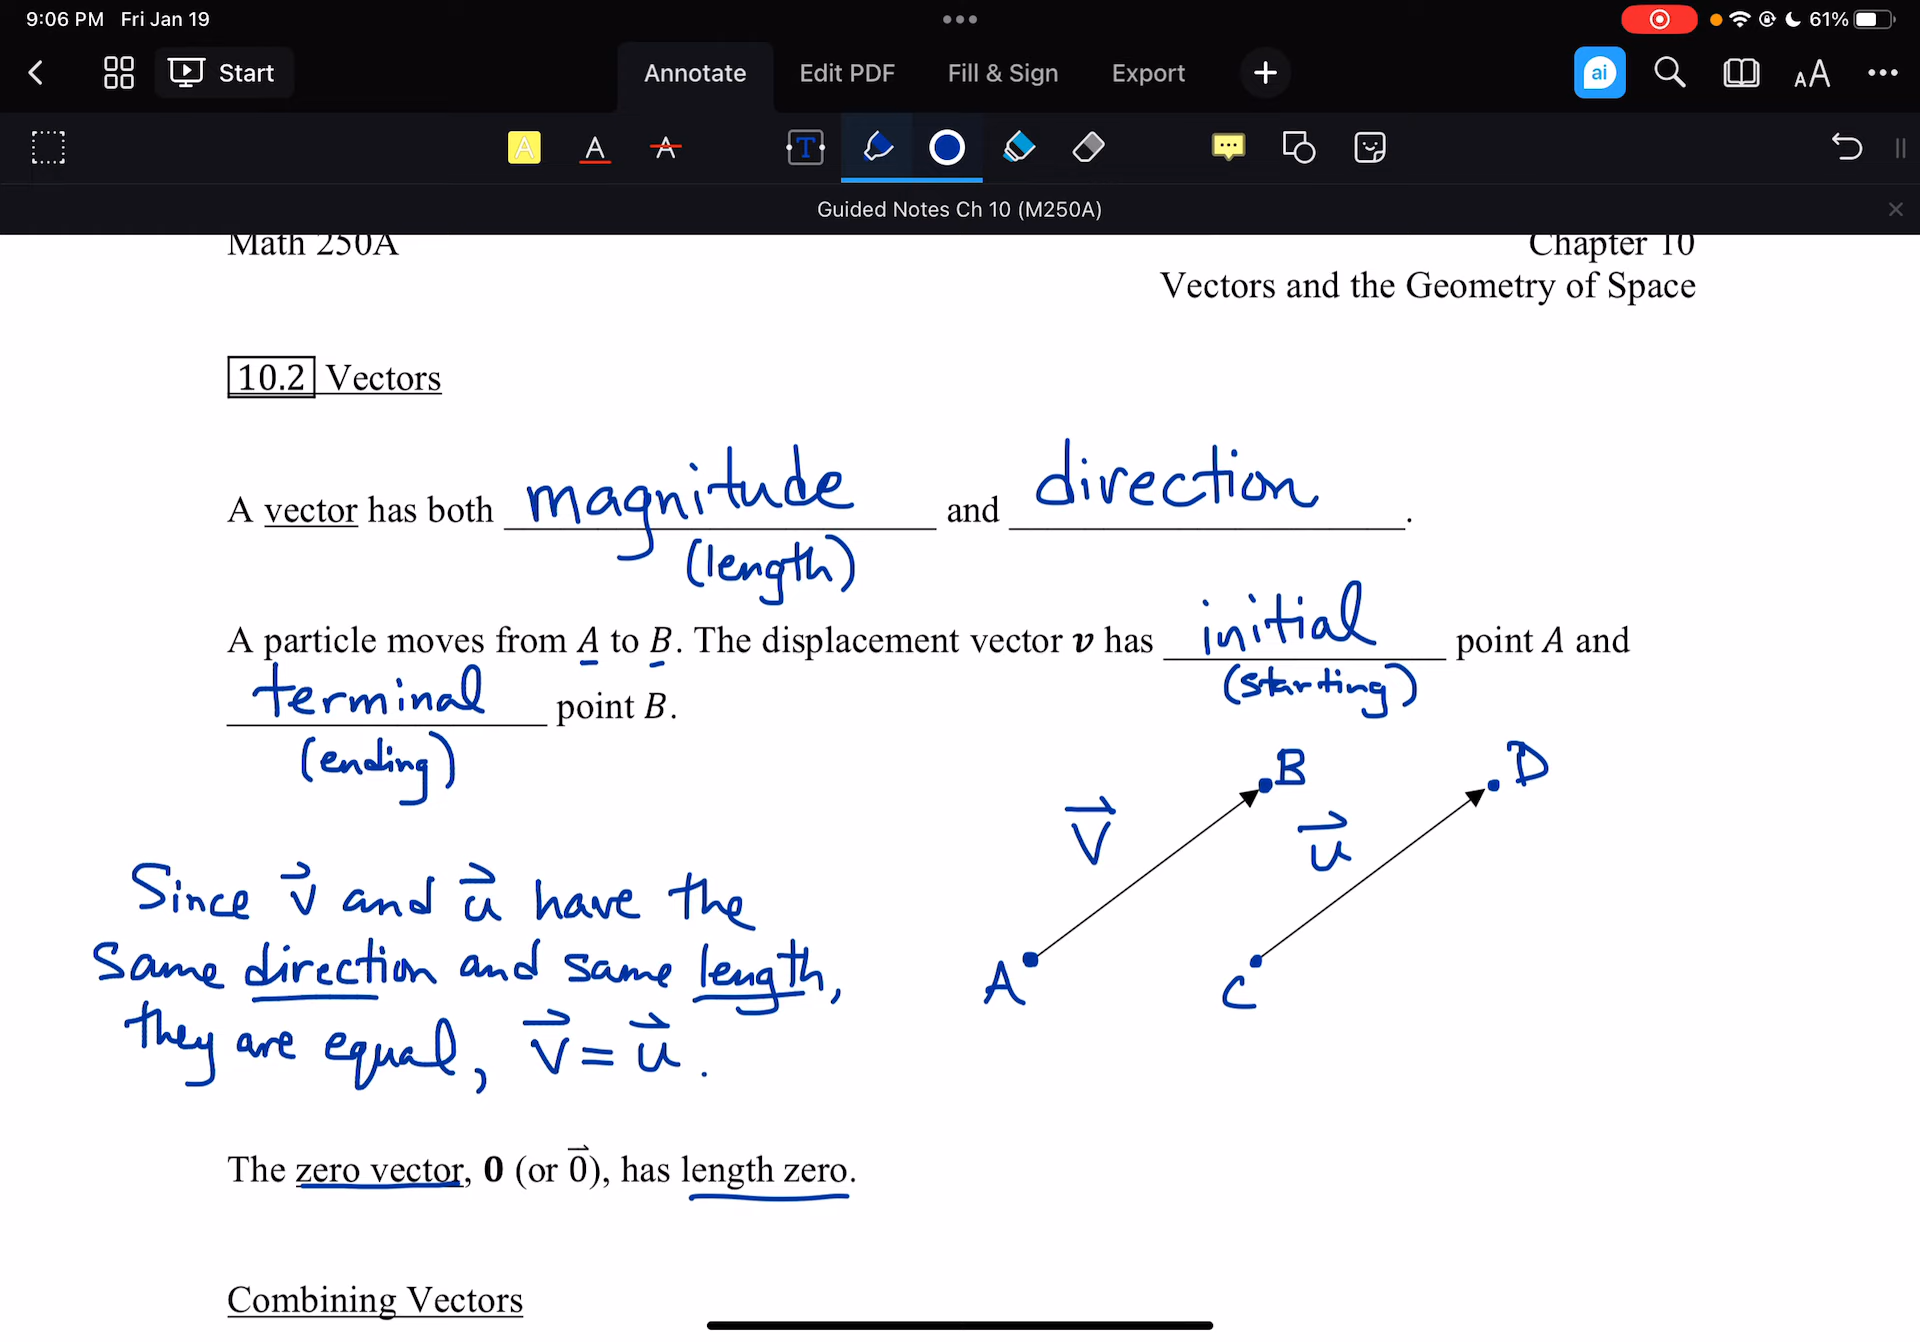 9:06 PM Fri Jan 19
61%
Start
Annotate
Edit PDF
Fill & Sign
Export
ai
AA
A A A T
Guided Notes Ch 10 (M250A)
Math 250A Chapter 10
Vectors and the Geometry of Space
10.2 Vectors
A vector has both magnitude and direction.
(length)
A particle moves from A to B. The displacement vector v has initial point A and
(starting)
terminal point B.
(ending)
B
D
v⃗
u⃗
A
C
Since v⃗ and u⃗ have the
same direction and same length,
they are equal, v⃗ = u⃗.
The zero vector, 0 (or 0⃗), has length zero.
Combining Vectors